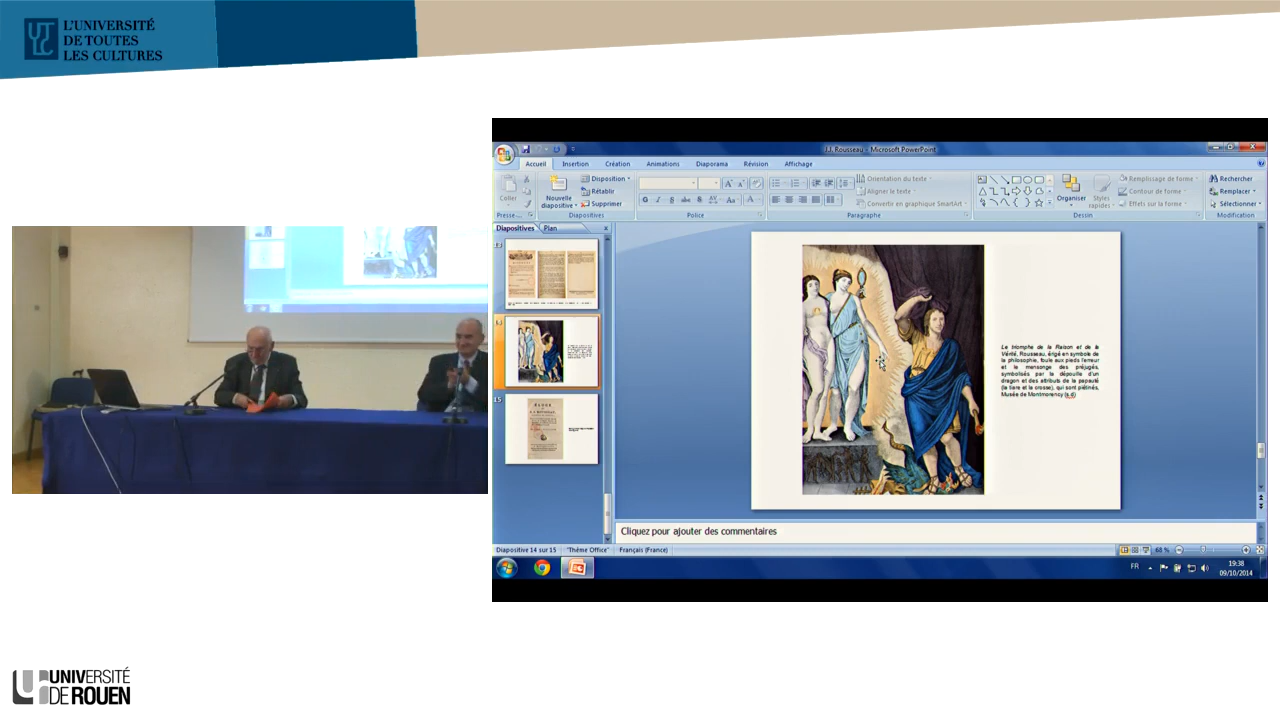 L'UNIVERSITÉ
DE TOUTES
LES CULTURES
J.J. Rousseau - Microsoft PowerPoint
Accueil
Insertion
Création
Animations
Diaporama
Révision
Affichage
Coller
Nouvelle
diapositive
Disposition
Rétablir
Supprimer
Orientation du texte
Aligner le texte
Convertir en graphique SmartArt
Organiser
Styles
rapides
Remplissage de forme
Contour de forme
Effets sur la forme
Rechercher
Remplacer
Sélectionner
Presse...
Diapositives
Police
Paragraphe
Dessin
Modification
Diapositives
Plan
13
15
Le triomphe de la Raison et de la
Vérité, Rousseau, érigé en symbole de
la philosophie, foule aux pieds l'erreur
et le mensonge des préjugés,
symbolisés par la dépouille d'un
dragon et des attributs de la papauté
(la tiare et la crosse), qui sont piétinés,
Musée de Montmorency (s.d)
Cliquez pour ajouter des commentaires
Diapositive 14 sur 15
"Thème Office"
Français (France)
68 %
FR
19:38
09/10/2014
UNIVERSITÉ
DE ROUEN